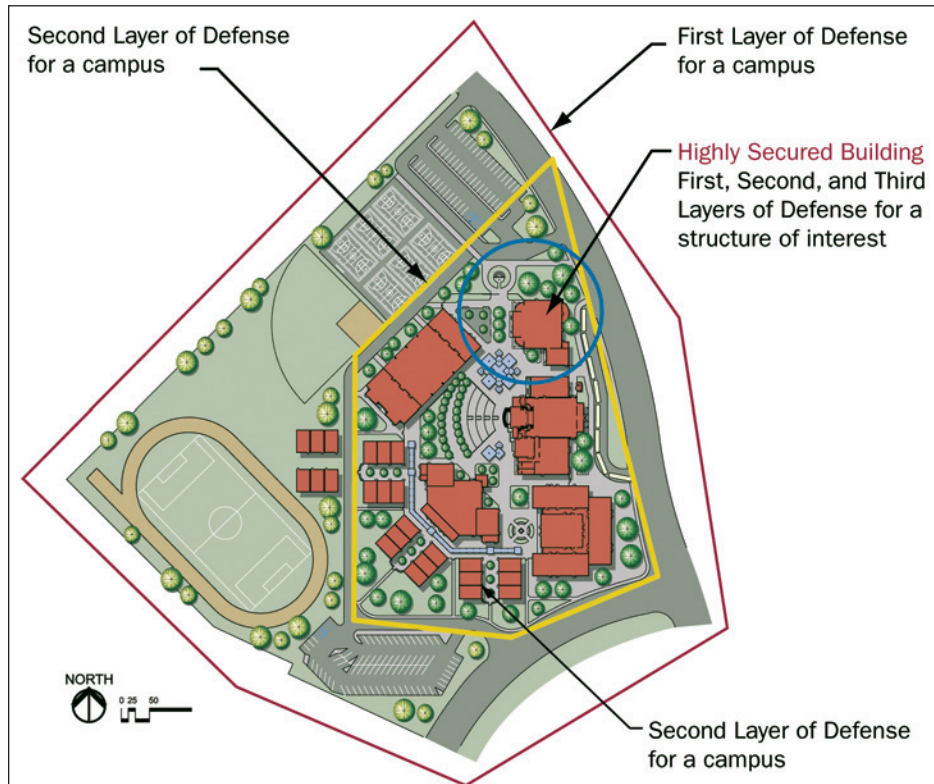 Second Layer of Defense
for a campus
First Layer of Defense
for a campus
Highly Secured Building
First, Second, and Third
Layers of Defense for a
structure of interest
NORTH
0 25 50
Second Layer of Defense
for a campus